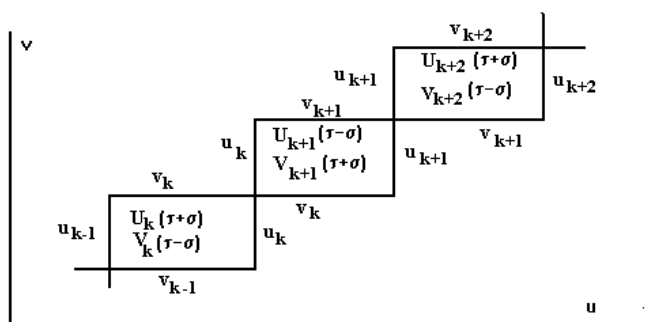 v_{k+2}
v
U_{k+2} (τ+σ)
u_{k+1} V_{k+2} (τ−σ) u_{k+2}
v_{k+1}
U_{k+1} (τ−σ) v_{k+1}
u_k V_{k+1} (τ+σ) u_{k+1}
v_k v_k
U_k (τ+σ)
u_{k-1} V_k (τ−σ) u_k
v_{k-1}
u